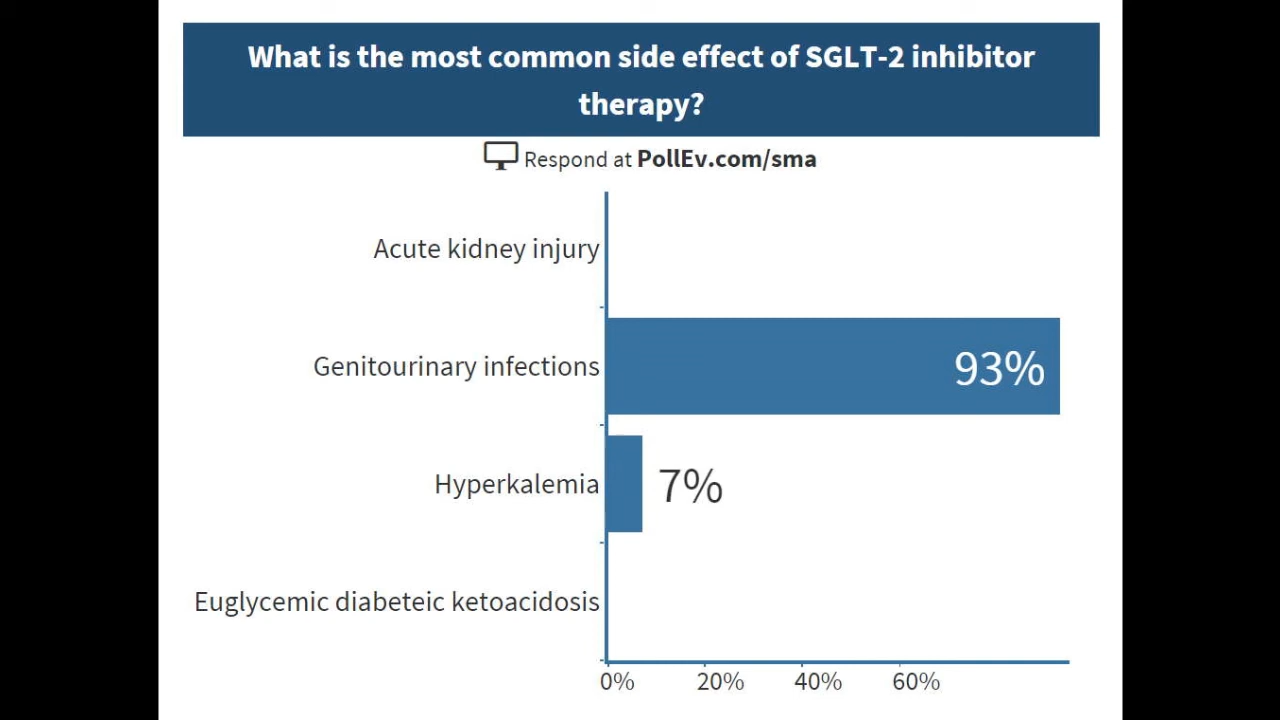 What is the most common side effect of SGLT-2 inhibitor
therapy?
Respond at PollEv.com/sma
Acute kidney injury
Genitourinary infections
93%
Hyperkalemia
7%
Euglycemic diabeteic ketoacidosis
0%
20%
40%
60%